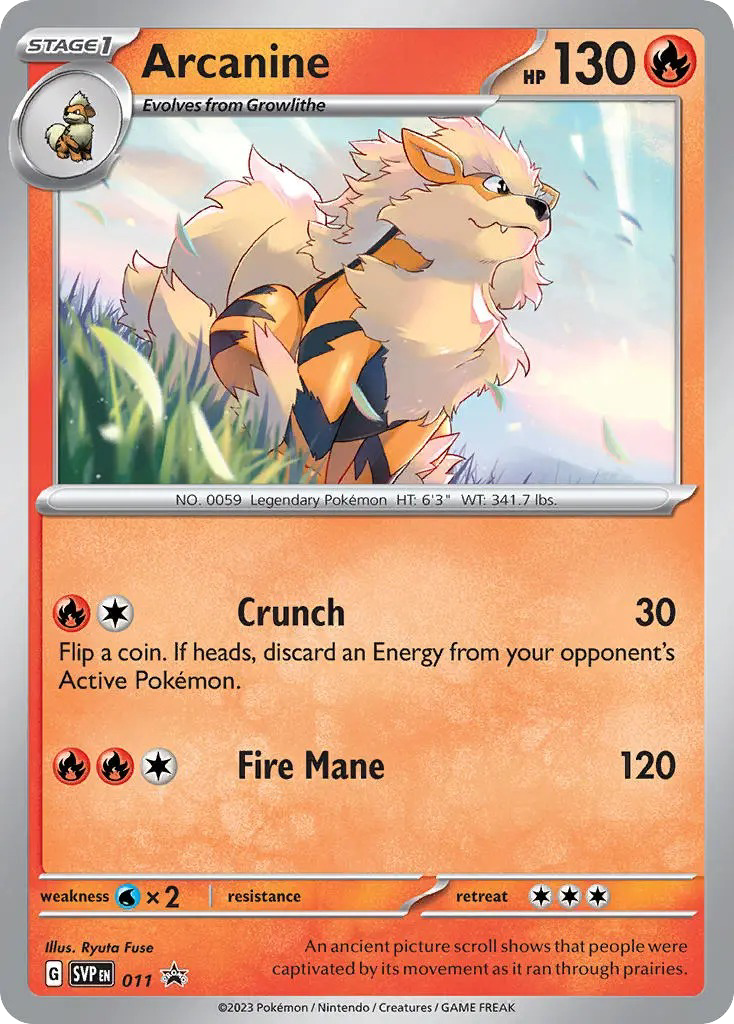 STAGE1
Arcanine
HP 130
Evolves from Growlithe
NO. 0059 Legendary Pokémon HT: 6'3" WT: 341.7 lbs.
Crunch 30
Flip a coin. If heads, discard an Energy from your opponent's
Active Pokémon.
Fire Mane 120
weakness ×2 resistance retreat
Illus. Ryuta Fuse
An ancient picture scroll shows that people were
captivated by its movement as it ran through prairies.
G SVP EN 011 PROMO
©2023 Pokémon / Nintendo / Creatures / GAME FREAK